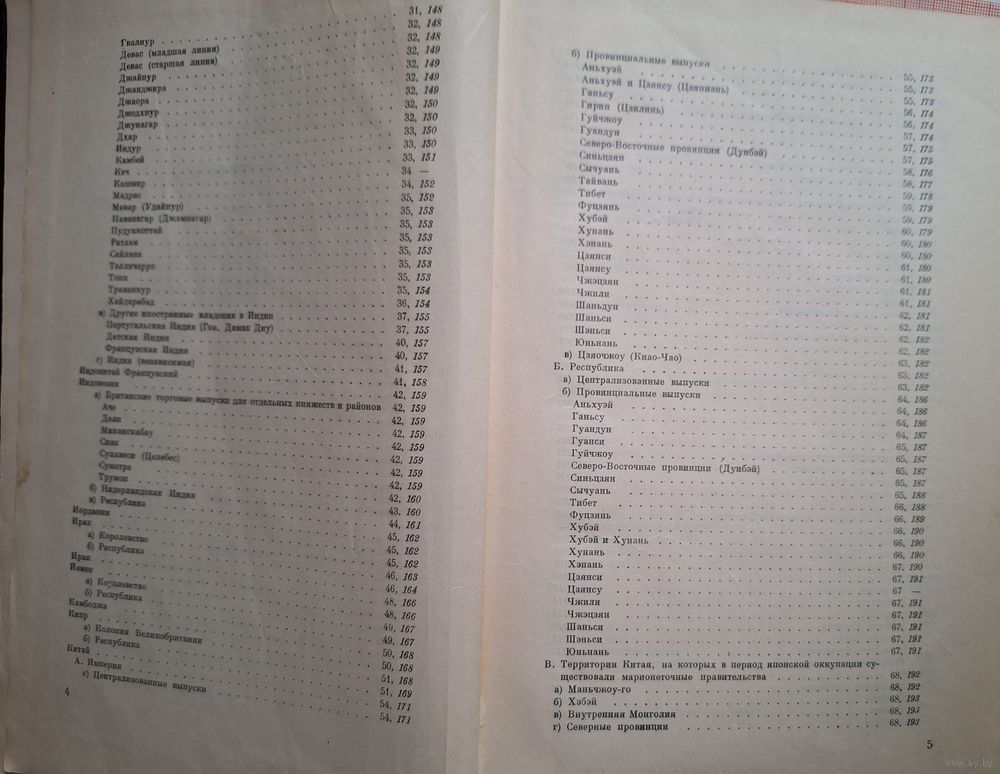 Гвалиур . . . 31, 148
Девас (младшая линия) . . . 32, 148
Девас (старшая линия) . . . 32, 148
Джайпур . . . 32, 149
Джанджира . . . 32, 149
Джаора . . . 32, 149
Джодхпур . . . 32, 149
Джунагар . . . 32, 150
Дхар . . . 32, 150
Индур . . . 33, 150
Камбей . . . 33, 150
Кач . . . 33, 151
Кашмир . . . 34 —
Мадрас . . . 34, 152
Мевар (Удайпур) . . . 35, 152
Наванагар (Джамнагар) . . . 35, 153
Пудуккоттай . . . 35, 153
Ратлам . . . 35, 153
Сайлана . . . 35, 153
Телличерри . . . 35, 153
Тонк . . . 35, 153
Траванкур . . . 35, 154
Хайдарабад . . . 36, 154
в) Другие иностранные владения в Индии . . . 37, 155
Португальская Индия (Гоа, Даман Диу) . . . 37, 155
Датская Индия . . . 40, 157
Французская Индия . . . 40, 157
г) Индия (независимая) . . . 41, 157
Индокитай Французский . . . 41, 158
Индонезия . . . 42, 159
а) Британские торговые выпуски для отдельных княжеств и районов 42, 159
Аче . . . 42, 159
Дели . . . 42, 159
Минангкабау . . . 42, 159
Сиак . . . 42, 159
Сулавеси (Целебес) . . . 42, 159
Суматра . . . 42, 159
Трумон . . . 42, 160
б) Нидерландская Индия . . . 43, 160
в) Республика . . . 44, 161
Иордания . . . 45, 162
Ирак . . . 45, 162
а) Королевство . . . 45, 162
б) Республика . . . 46, 163
Иран . . . 46, 164
Йемен . . . 48, 166
а) Королевство . . . 48, 166
б) Республика . . . 49, 167
Камбоджа . . . 49, 167
Кипр . . . 50, 168
а) Колония Великобритании . . . 50, 168
б) Республика . . . 51, 168
Китай . . . 51, 169
А. Империя . . . 54, 171
а) Централизованные выпуски . . . 54, 171
4
б) Провинциальные выпуски . . . 55, 173
Аньхуэй . . . 55, 173
Аньхуэй и Цзянсу (Цзяннань) . . . 55, 173
Ганьсу . . . 56, 174
Гирин (Цзилинь) . . . 56, 174
Гуйчжоу . . . 57, 174
Гуандун . . . 57, 175
Северо-Восточные провинции (Дунбэй) . . . 57, 175
Синьцзян . . . 58, 176
Сычуань . . . 58, 177
Тайвань . . . 59, 178
Тибет . . . 59, 179
Фуцзянь . . . 59, 179
Хубэй . . . 60, 179
Хунань . . . 60, 180
Хэнань . . . 60, 180
Цзянси . . . 61, 180
Цзянсу . . . 61, 180
Чжэцзян . . . 61, 181
Чжили . . . 61, 181
Шаньдун . . . 62, 181
Шаньси . . . 62, 181
Шэньси . . . 62, 182
Юньнань . . . 62, 182
в) Цзяочжоу (Киао-Чао) . . . 63, 182
Б. Республика . . . 63, 182
а) Централизованные выпуски . . . 63, 182
б) Провинциальные выпуски . . . 64, 186
Аньхуэй . . . 64, 186
Ганьсу . . . 64, 186
Гуандун . . . 64, 187
Гуанси . . . 65, 187
Гуйчжоу . . . 65, 187
Северо-Восточные провинции (Дунбэй) . . . 65, 187
Синьцзян . . . 65, 187
Сычуань . . . 65, 188
Тибет . . . 66, 188
Фуцзянь . . . 66, 189
Хубэй . . . 66, 190
Хубэй и Хунань . . . 66, 190
Хунань . . . 66, 190
Хэнань . . . 67, 190
Цзянси . . . 67, 191
Цзянсу . . . 67 —
Чжили . . . 67, 191
Чжэцзян . . . 67, 191
Шаньси . . . 67, 191
Шэньси . . . 67, 191
Юньнань . . . 67, 191
В. Территории Китая, на которых в период японской оккупации су-
ществовали марионеточные правительства . . . 68, 192
а) Маньчжоу-го . . . 68, 192
б) Хэбэй . . . 68, 193
в) Внутренняя Монголия . . . 68, 193
г) Северные провинции . . . 68, 193
5
www.ay.by